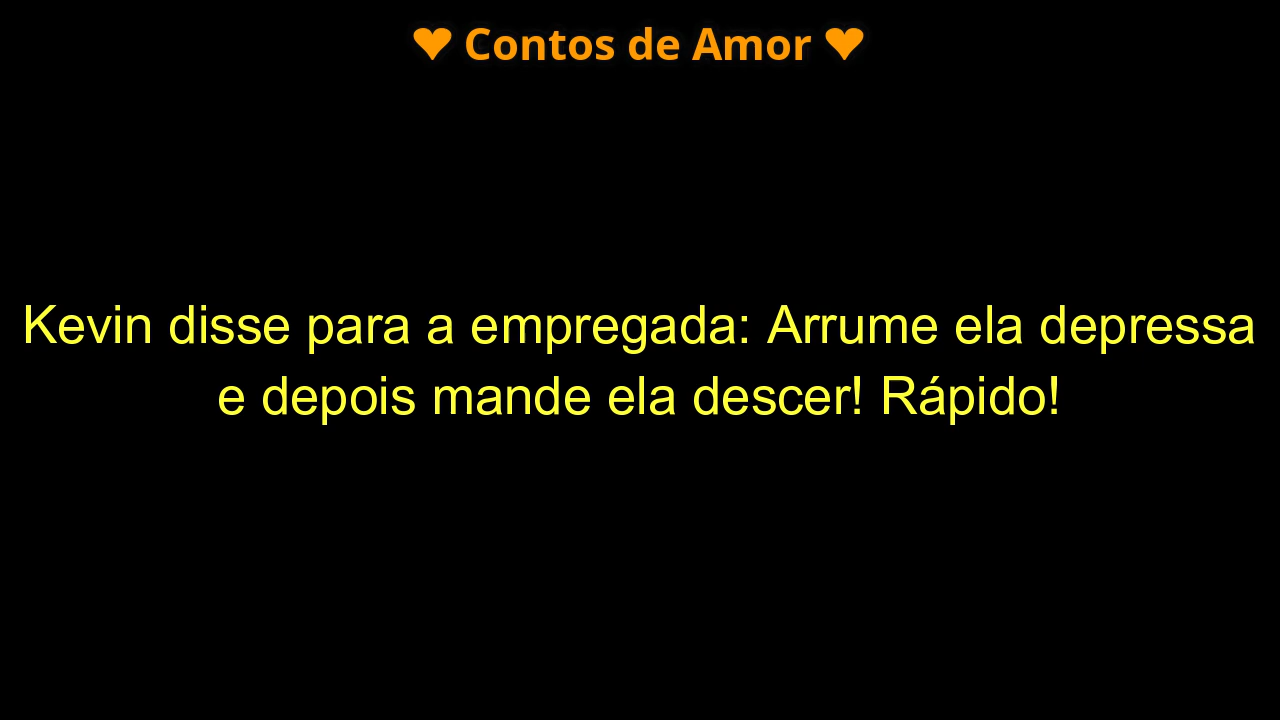 ❤ Contos de Amor ❤
Kevin disse para a empregada: Arrume ela depressa
e depois mande ela descer! Rápido!